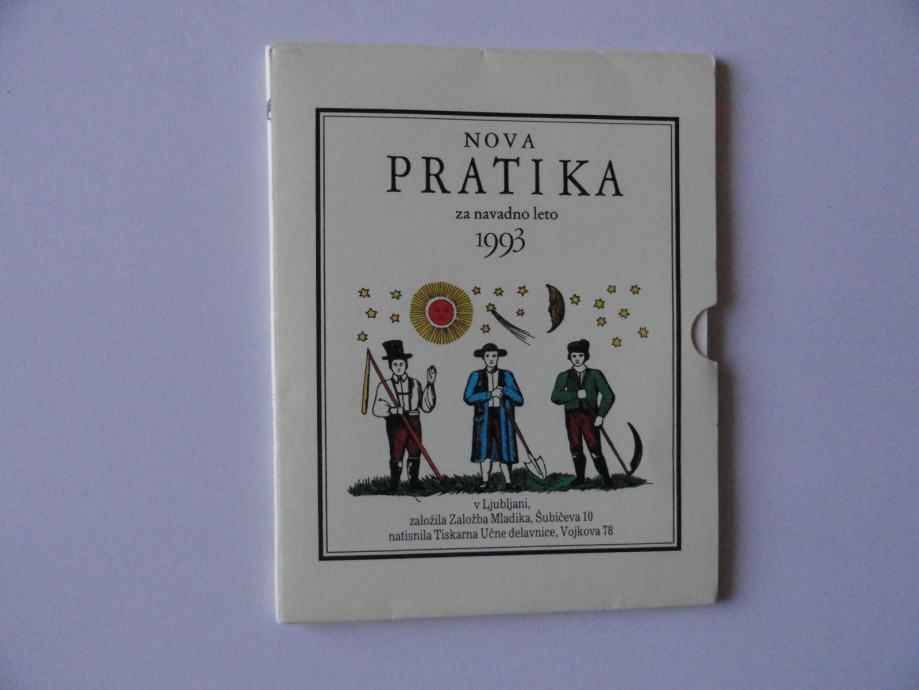 NOVA
PRATIKA
za navadno leto
1993
v Ljubljani,
založila Založba Mladika, Šubičeva 10
natisnila Tiskarna Učne delavnice, Vojkova 78